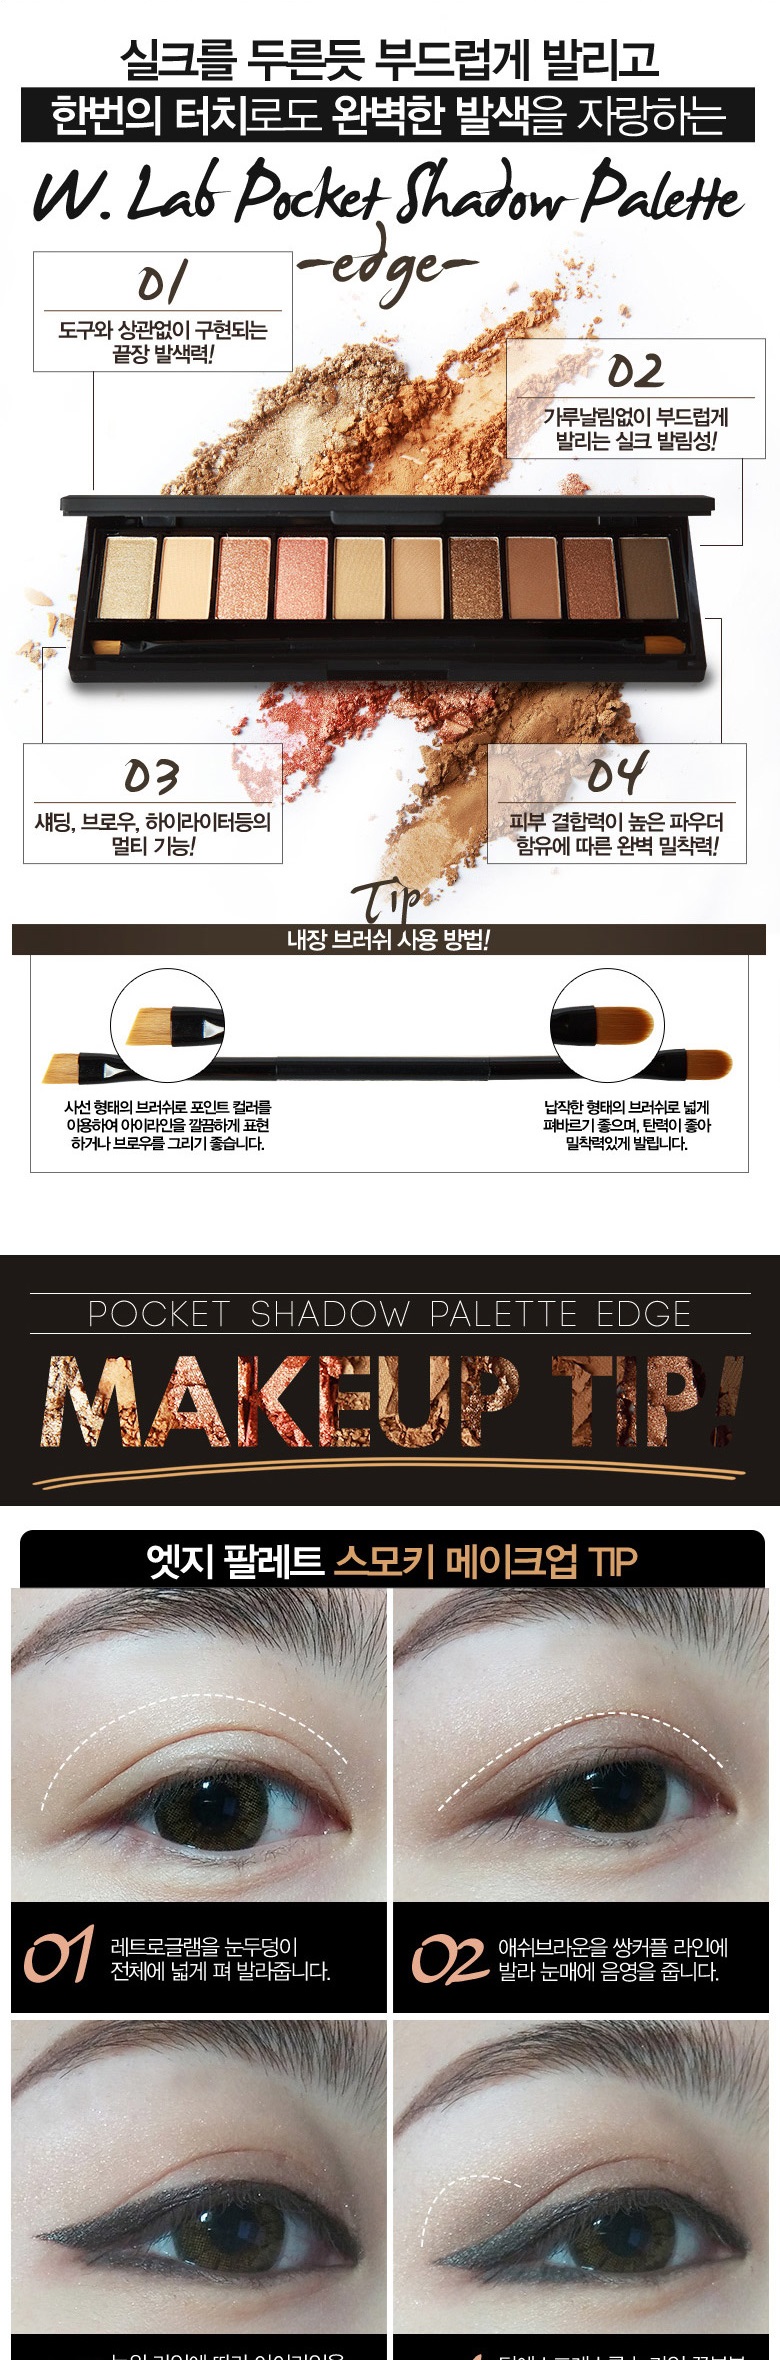 실크를 두른듯 부드럽게 발리고
한번의 터치로도 완벽한 발색을 자랑하는
W. Lab Pocket Shadow Palette
-edge-
01
도구와 상관없이 구현되는
끝장 발색력!
02
가루날림없이 부드럽게
발리는 실크 발림성!
03
섀딩, 브로우, 하이라이터등의
멀티 기능!
04
피부 결합력이 높은 파우더
함유에 따른 완벽 밀착력!
Tip
내장 브러쉬 사용 방법!
사선 형태의 브러쉬로 포인트 컬러를
이용하여 아이라인을 깔끔하게 표현
하거나 브로우를 그리기 좋습니다.
납작한 형태의 브러쉬로 넓게
펴바르기 좋으며, 탄력이 좋아
밀착력있게 발립니다.
POCKET SHADOW PALETTE EDGE
MAKEUP TIP!
엣지 팔레트 스모키 메이크업 TIP
01
레트로글램을 눈두덩이
전체에 넓게 펴 발라줍니다.
02
애쉬브라운을 쌍커플 라인에
발라 눈매에 음영을 줍니다.